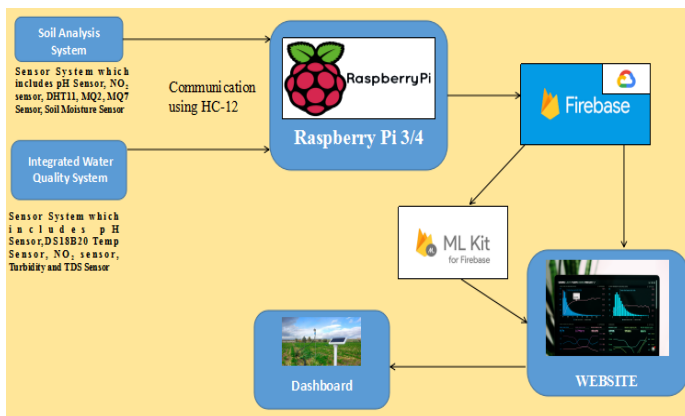 Soil Analysis
System
Sensor System which
includes pH Sensor, NO₂
sensor, DHT11, MQ2, MQ7
Sensor, Soil Moisture Sensor
Communication
using HC-12
RaspberryPi
Raspberry Pi 3/4
Firebase
Integrated Water
Quality System
Sensor System which
includes pH
Sensor,DS18B20 Temp
Sensor, NO₂ sensor,
Turbidity and TDS Sensor
ML Kit
for Firebase
WEBSITE
Dashboard